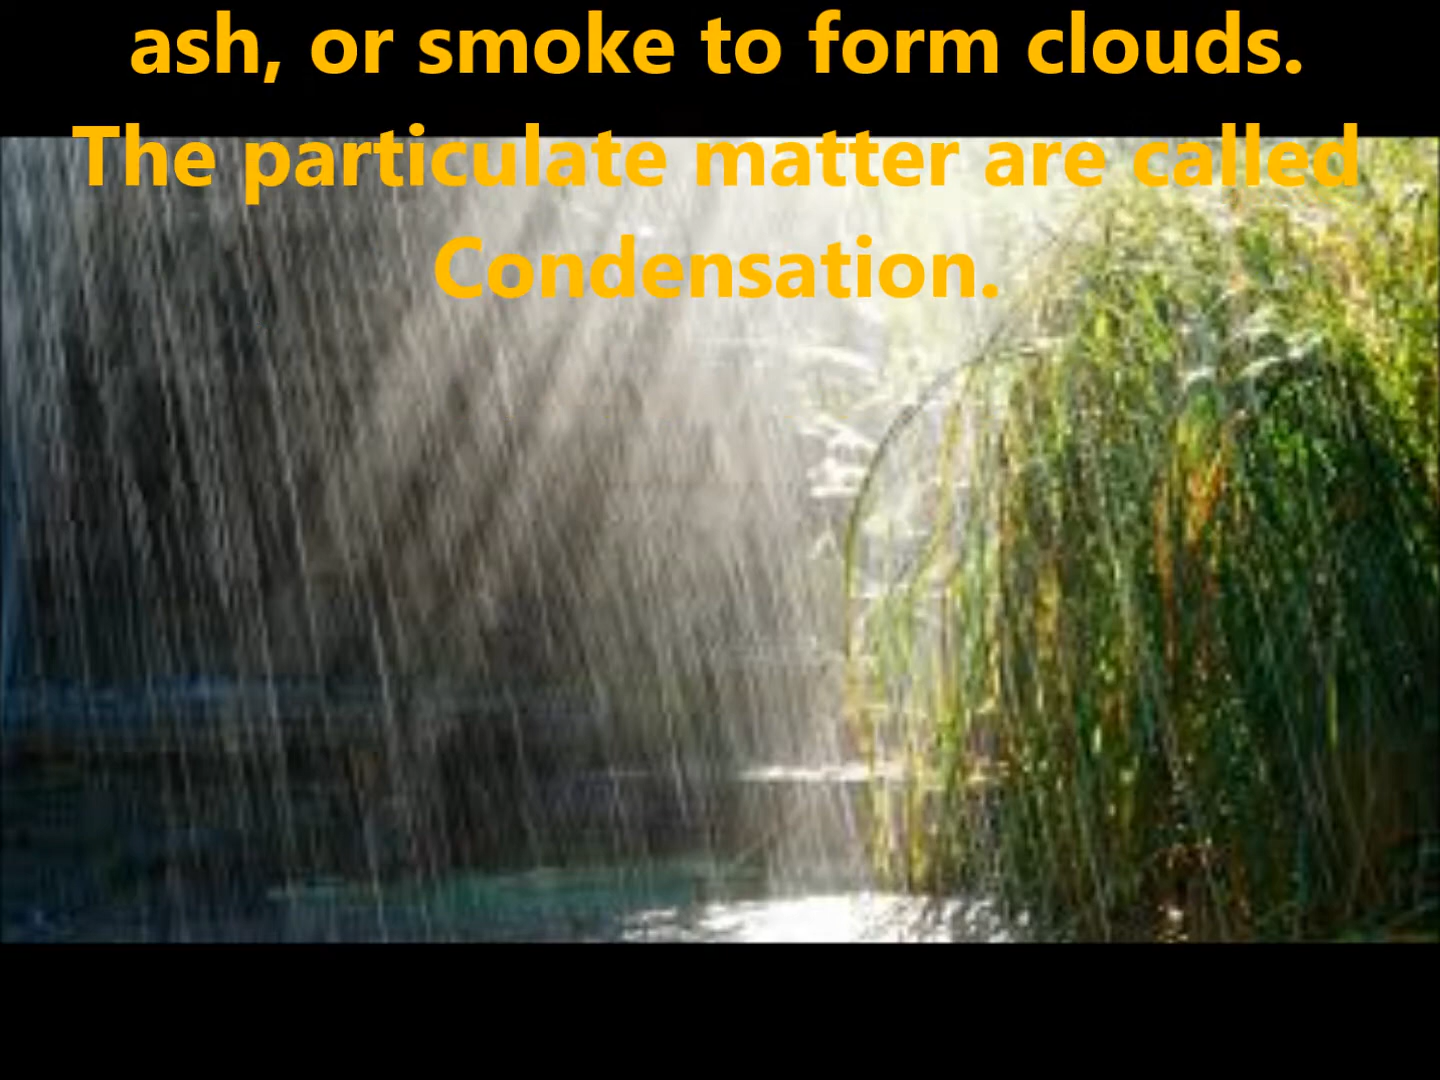 ash, or smoke to form clouds.
The particulate matter are called
Condensation.